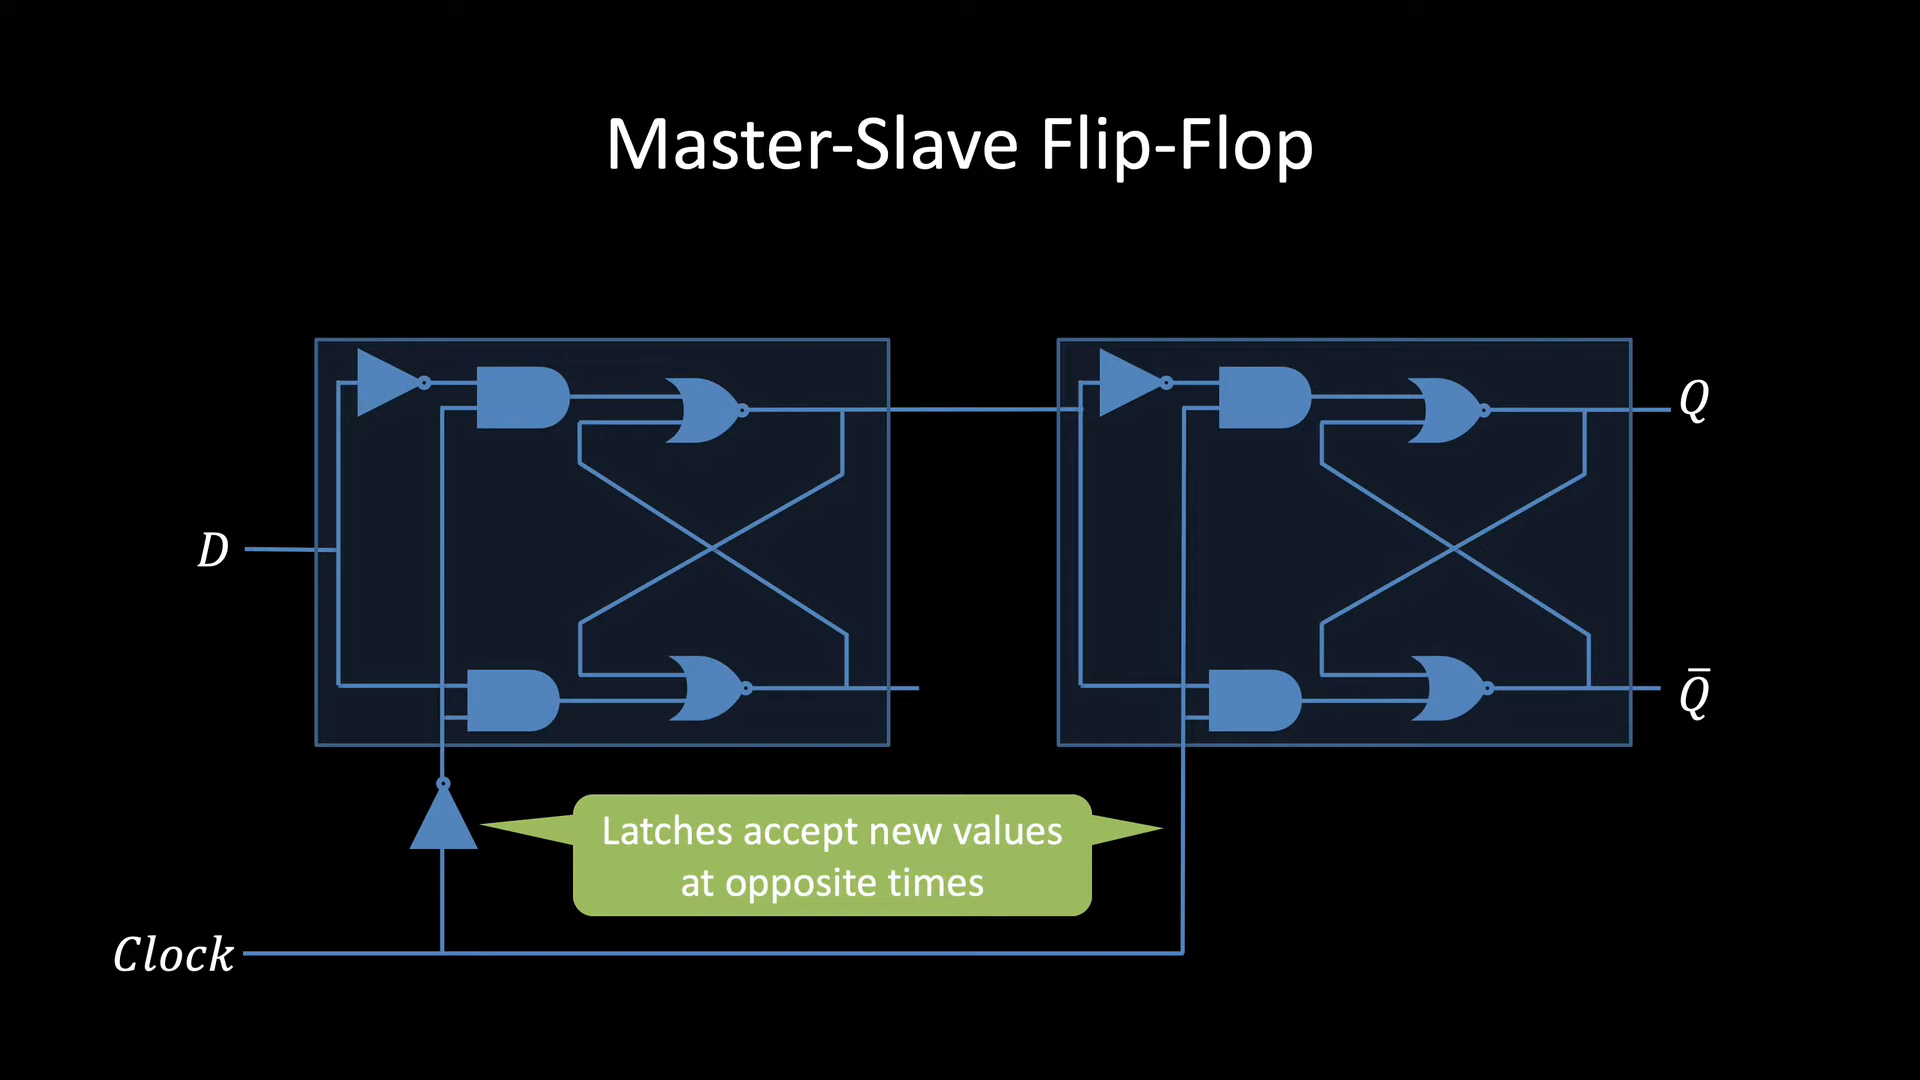 Master-Slave Flip-Flop
Q
D
Q̄
Latches accept new values
at opposite times
Clock